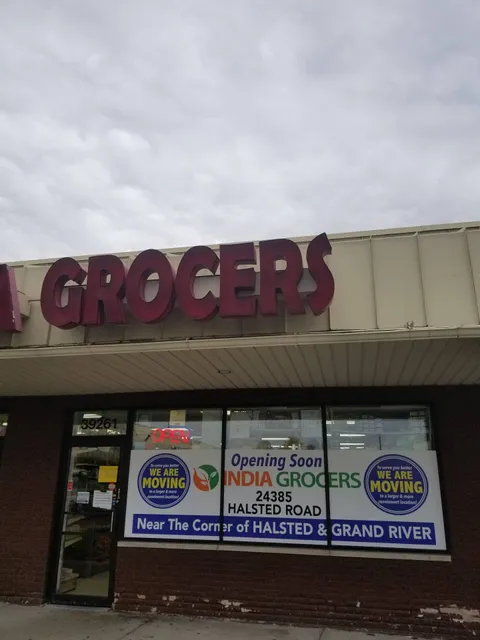 GROCERS
39261
OPEN
To serve you better
WE ARE
MOVING
to a larger & more
convenient location!
Opening Soon
INDIA GROCERS
24385
HALSTED ROAD
To serve you better
WE ARE
MOVING
to a larger & more
convenient location!
Near The Corner of HALSTED & GRAND RIVER